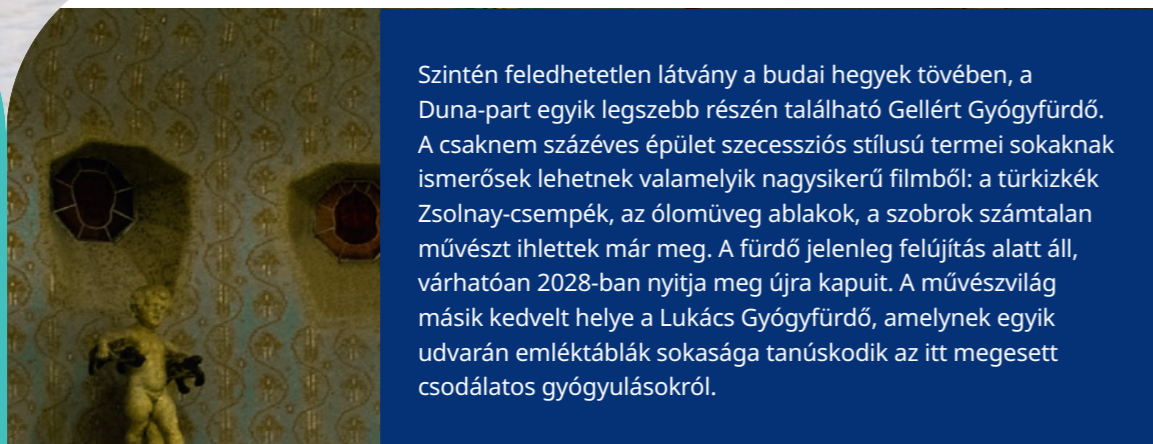 Szintén feledhetetlen látvány a budai hegyek tövében, a
Duna-part egyik legszebb részén található Gellért Gyógyfürdő.
A csaknem százéves épület szecessziós stílusú termei sokaknak
ismerősek lehetnek valamelyik nagysikerű filmből: a türkizkék
Zsolnay-csempék, az ólomüveg ablakok, a szobrok számtalan
művészt ihlettek már meg. A fürdő jelenleg felújítás alatt áll,
várhatóan 2028-ban nyitja meg újra kapuit. A művészvilág
másik kedvelt helye a Lukács Gyógyfürdő, amelynek egyik
udvarán emléktáblák sokasága tanúskodik az itt megesett
csodálatos gyógyulásokról.